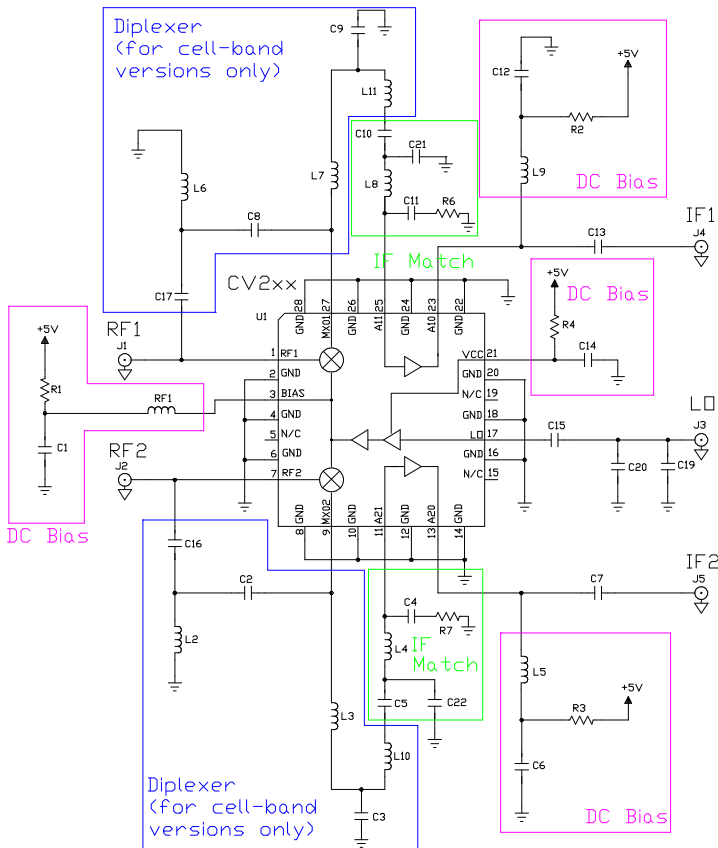 Diplexer
(for cell-band
versions only)
C9
L11
C10
C21
L8
C11
R6
IF Match
L7
L6
C8
C17
C12
+5V
R2
L9
DC Bias
IF1
C13
J4
+5V
DC Bias
R4
C14
CV2xx
U1
GND 28
MXO1 27
GND 26
A11 25
GND 24
A10 23
GND 22
RF1
J1
1 RF1
2 GND
3 BIAS
4 GND
5 N/C
6 GND
7 RF2
VCC 21
GND 20
N/C 19
GND 18
LO 17
GND 16
N/C 15
8 GND
9 MXO2
10 GND
11 A21
12 GND
13 A20
14 GND
+5V
R1
RF1
C1
DC Bias
RF2
J2
LO
C15
J3
C20
C19
C16
C2
L2
L3
Diplexer
(for cell-band
versions only)
C4
R7
L4
IF
Match
C5
C22
L10
C3
IF2
C7
J5
L5
+5V
R3
C6
DC Bias